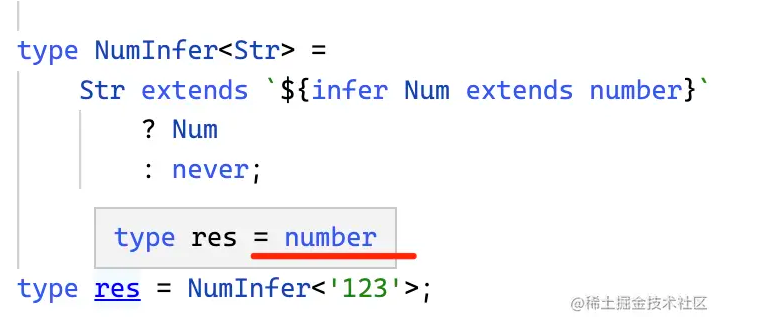 type NumInfer<Str> =
    Str extends `${infer Num extends number}`
        ? Num
        : never;
type res = number
type res = NumInfer<'123'>;
@稀土掘金技术社区